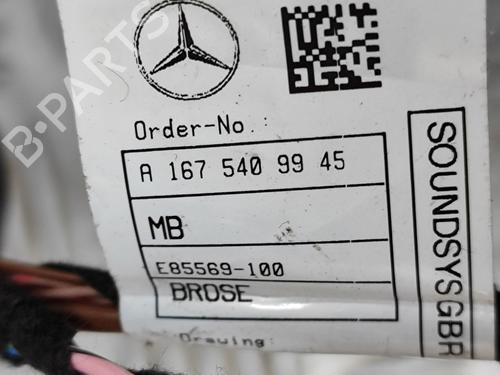 B-PARTS
Order-No.:
A 167 540 99 45
MB
E85569-100
BROSE
Drawing:
SOUNDSYSGBR